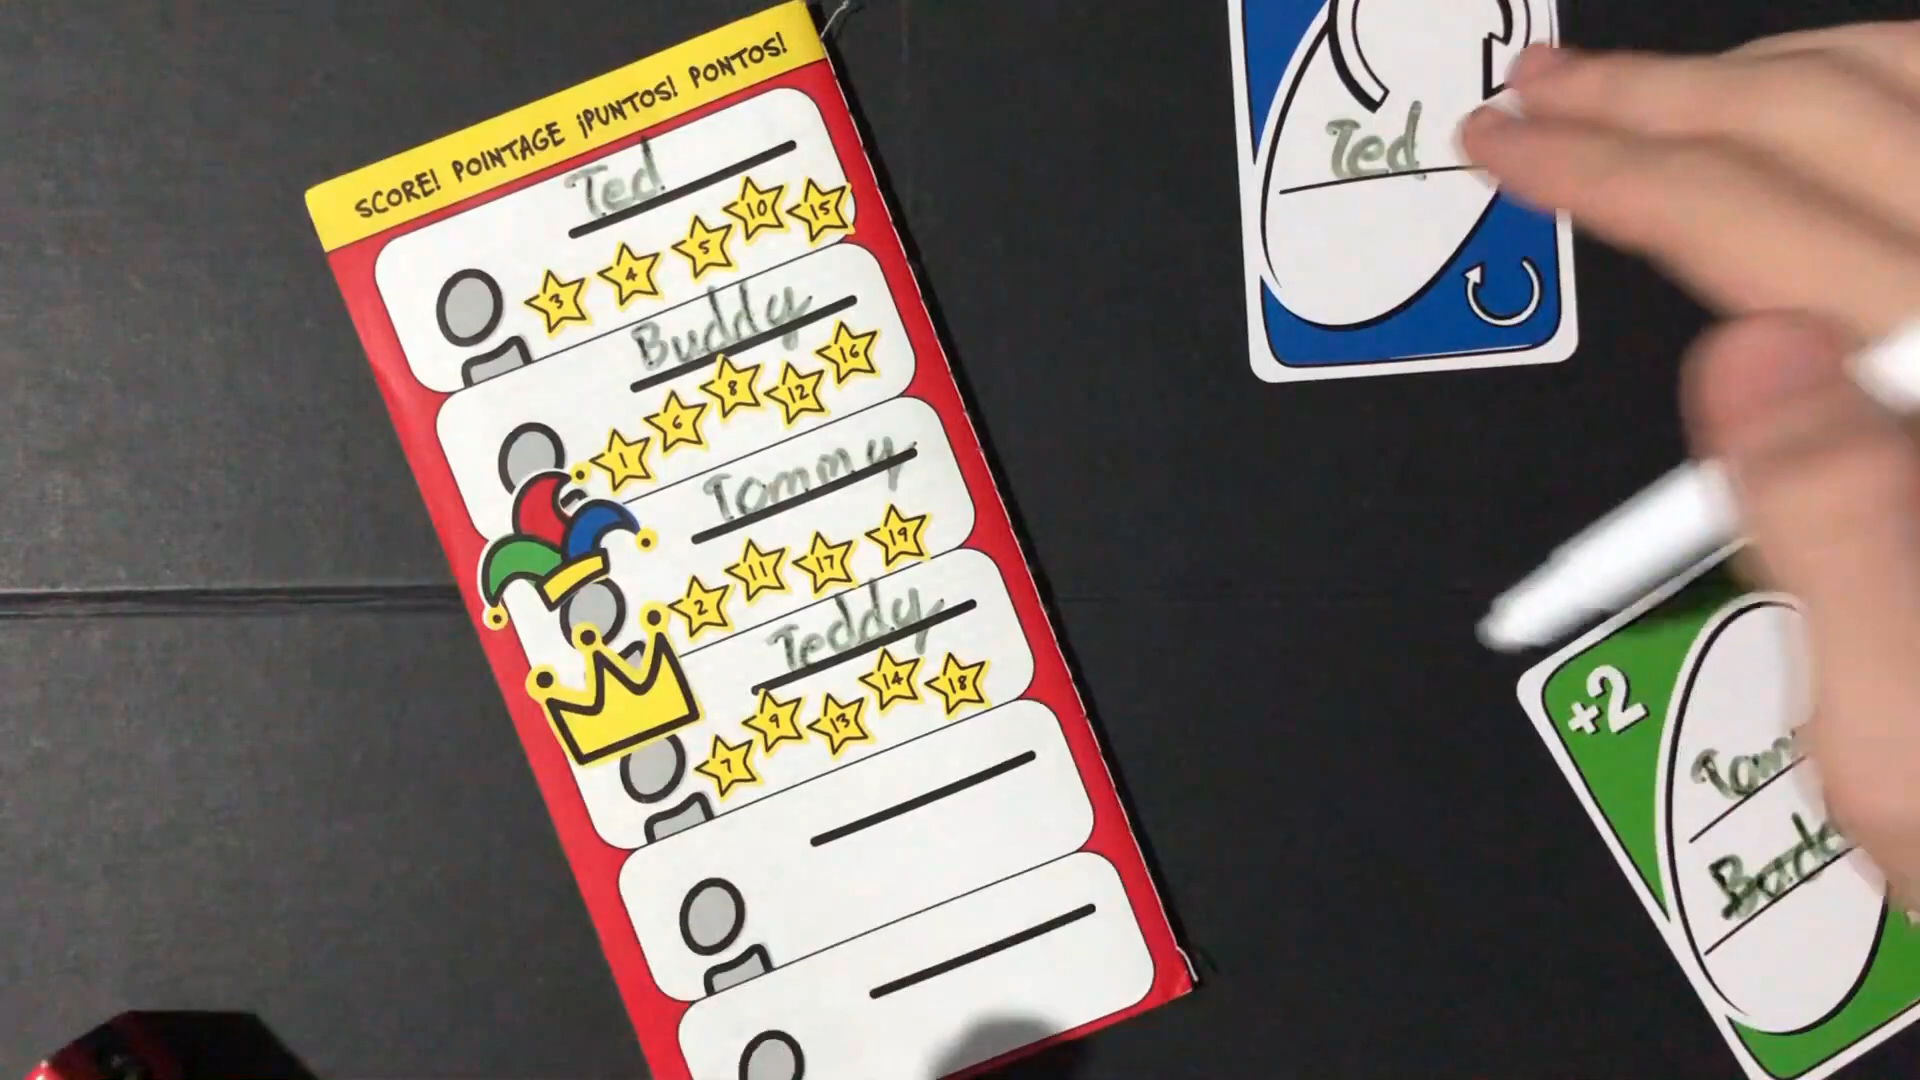 SCORE! POINTAGE ¡PUNTOS! PONTOS!
Ted
3 4 5 10 15
Buddy
1 6 8 12 16
Tommy
2 11 17 19
Teddy
7 9 13 14 18
Ted
+2